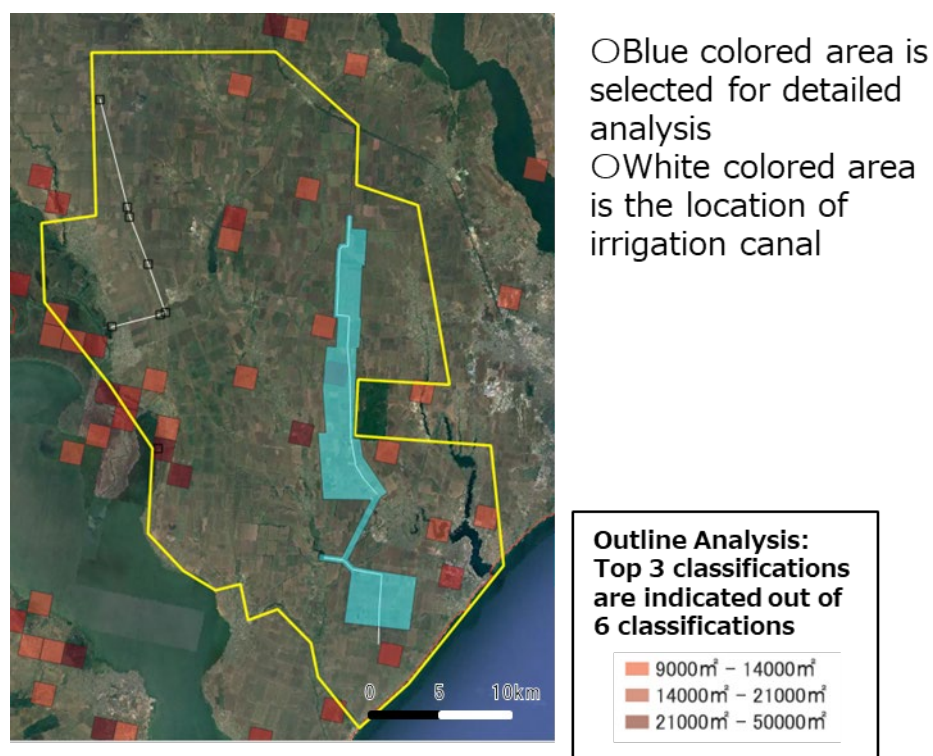 ○Blue colored area is
selected for detailed
analysis
○White colored area
is the location of
irrigation canal
Outline Analysis:
Top 3 classifications
are indicated out of
6 classifications
9000㎡ − 14000㎡
14000㎡ − 21000㎡
21000㎡ − 50000㎡
0 5 10km